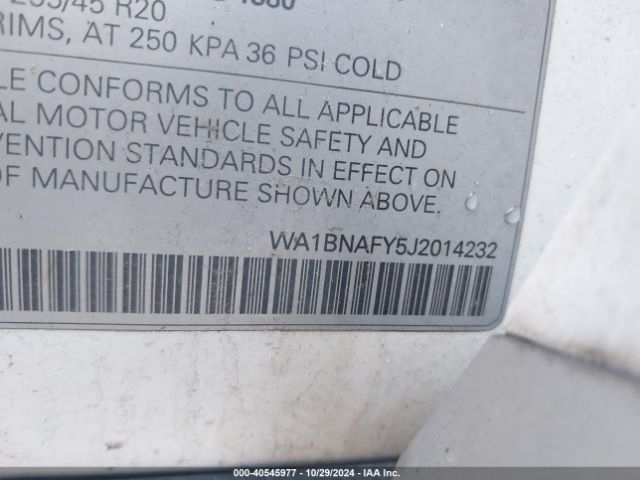 R20
RIMS, AT 250 KPA 36 PSI COLD
LE CONFORMS TO ALL APPLICABLE
AL MOTOR VEHICLE SAFETY AND
VENTION STANDARDS IN EFFECT ON
OF MANUFACTURE SHOWN ABOVE.
WA1BNAFY5J2014232
000-40545977 - 10/29/2024 - IAA Inc.